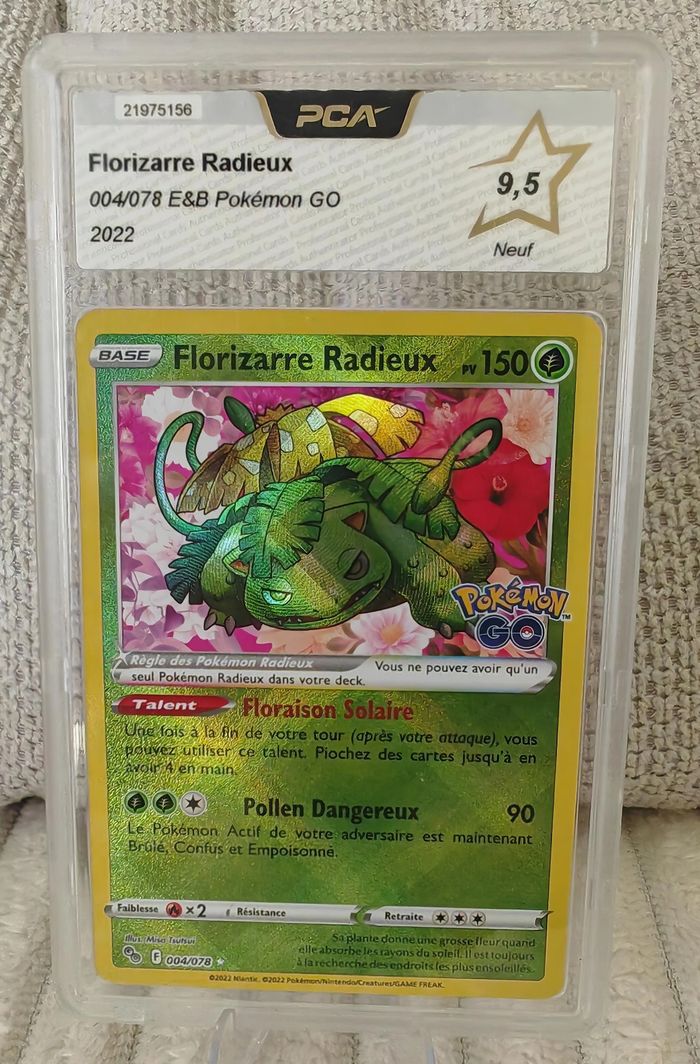 21975156
PCA
Florizarre Radieux
004/078 E&B Pokémon GO
2022
9,5
Neuf
BASE
Florizarre Radieux
PV 150
POKÉMON
GO
Règle des Pokémon Radieux Vous ne pouvez avoir qu'un
seul Pokémon Radieux dans votre deck.
Talent Floraison Solaire
Une fois à la fin de votre tour (après votre attaque), vous
pouvez utiliser ce talent. Piochez des cartes jusqu'à en
avoir 4 en main.
Pollen Dangereux 90
Le Pokémon Actif de votre adversaire est maintenant
Brûlé, Confus et Empoisonné.
Faiblesse ×2 Résistance Retraite
Illus. Misa Tsutsui
F 004/078
Sa plante donne une grosse fleur quand
elle absorbe les rayons du soleil. Il est toujours
à la recherche des endroits les plus ensoleillés.
©2022 Niantic. ©2022 Pokémon/Nintendo/Creatures/GAME FREAK.